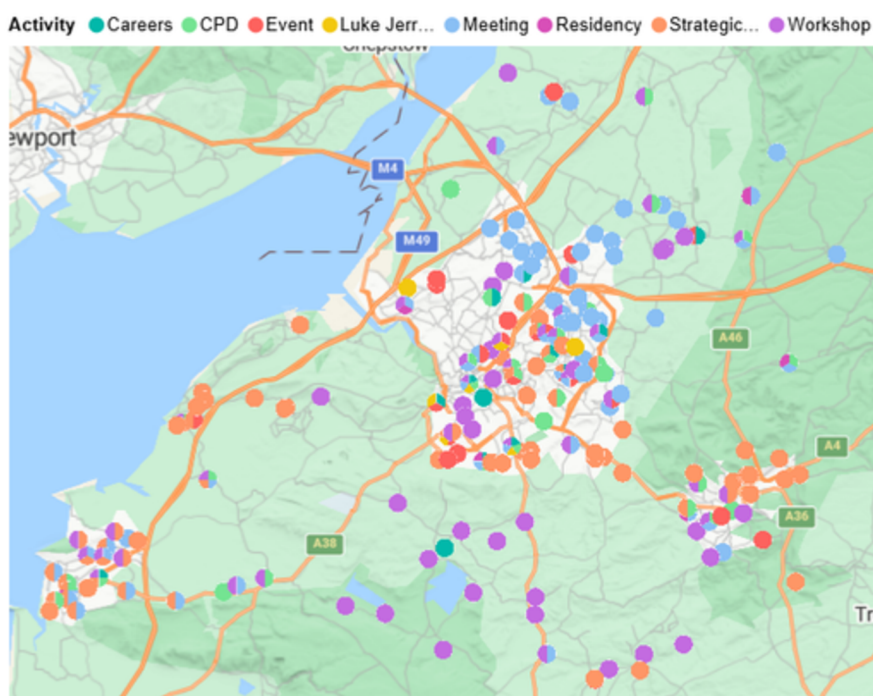 Activity Careers CPD Event Luke Jerr... Meeting Residency Strategic... Workshop
Chepstow
ewport
M4
M49
A46
A4
A36
A38
Tr